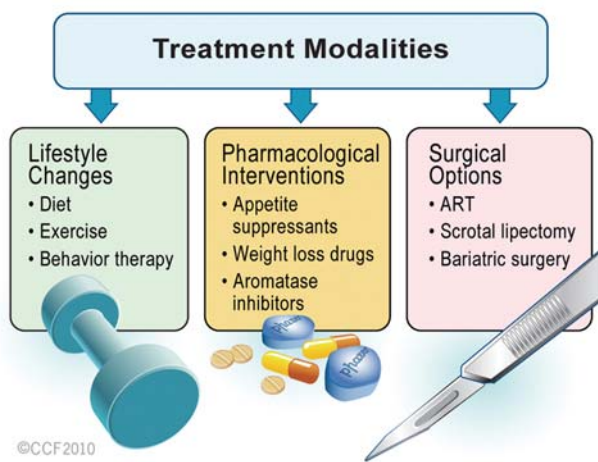 Treatment Modalities
Lifestyle
Changes
• Diet
• Exercise
• Behavior therapy
Pharmacological
Interventions
• Appetite
suppressants
• Weight loss drugs
• Aromatase
inhibitors
Surgical
Options
• ART
• Scrotal lipectomy
• Bariatric surgery
©CCF2010